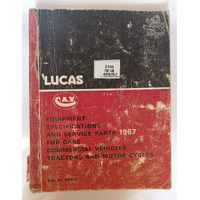 LUCAS
C.A.V
EQUIPMENT
SPECIFICATIONS
AND SERVICE PARTS 1967
FOR CARS
COMMERCIAL VEHICLES
TRACTORS AND MOTOR CYCLES